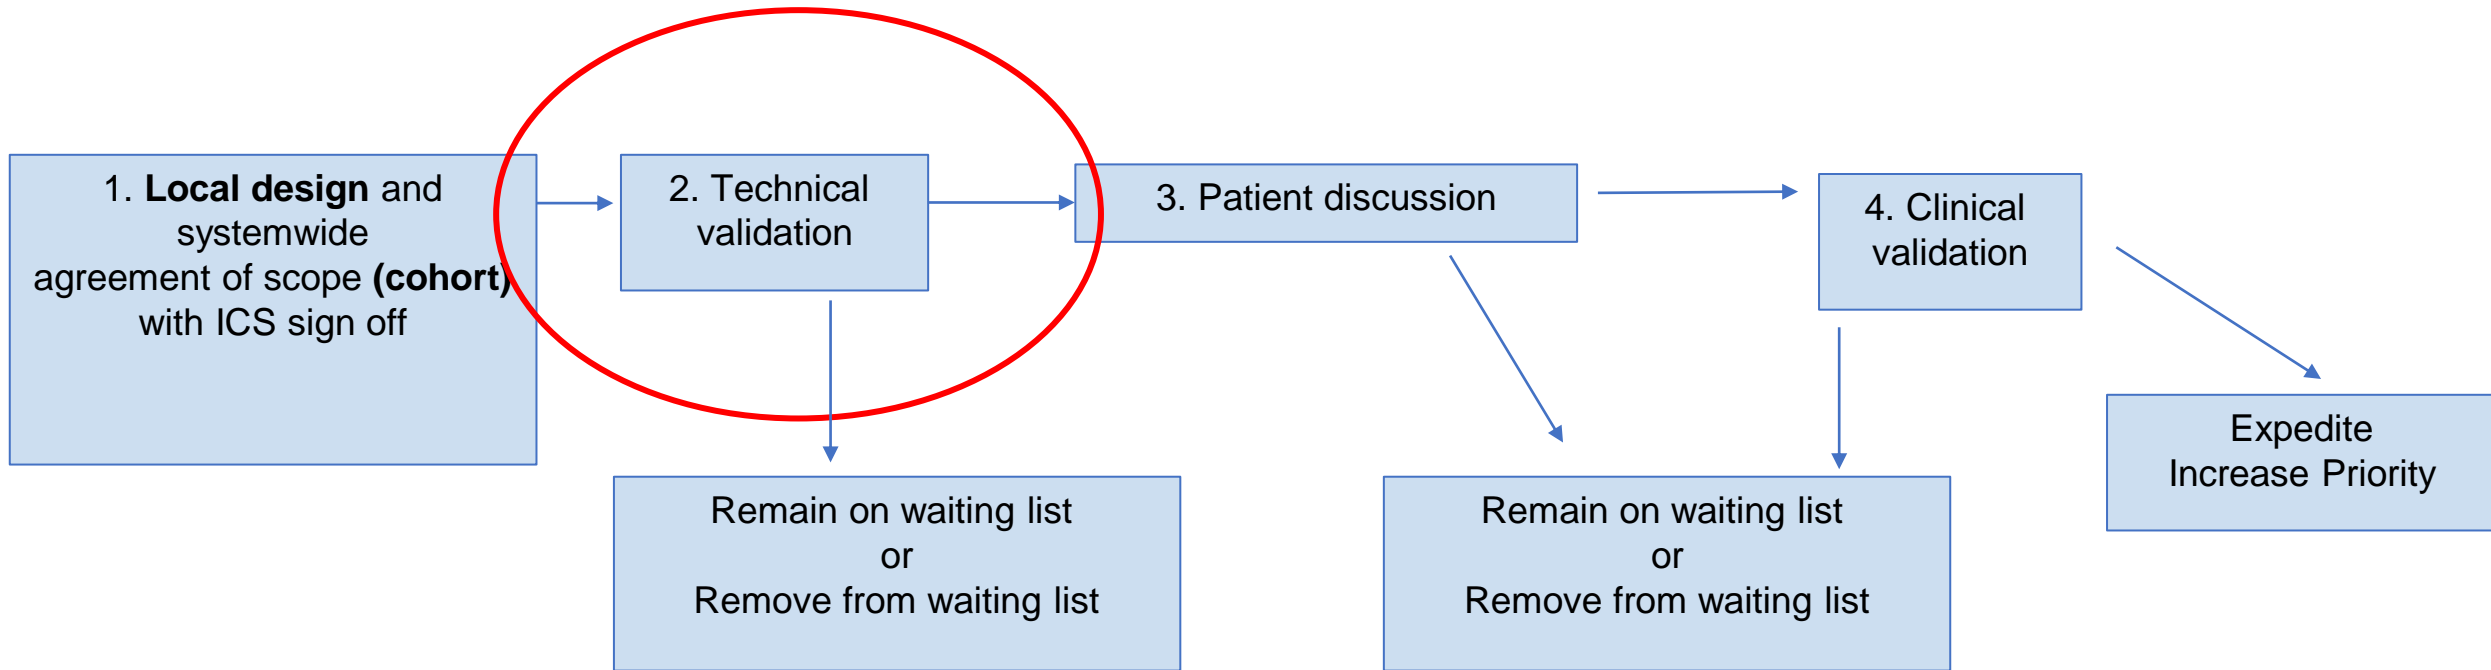 1. Local design and
systemwide
agreement of scope (cohort)
with ICS sign off
2. Technical
validation
3. Patient discussion
4. Clinical
validation
Remain on waiting list
or
Remove from waiting list
Remain on waiting list
or
Remove from waiting list
Expedite
Increase Priority